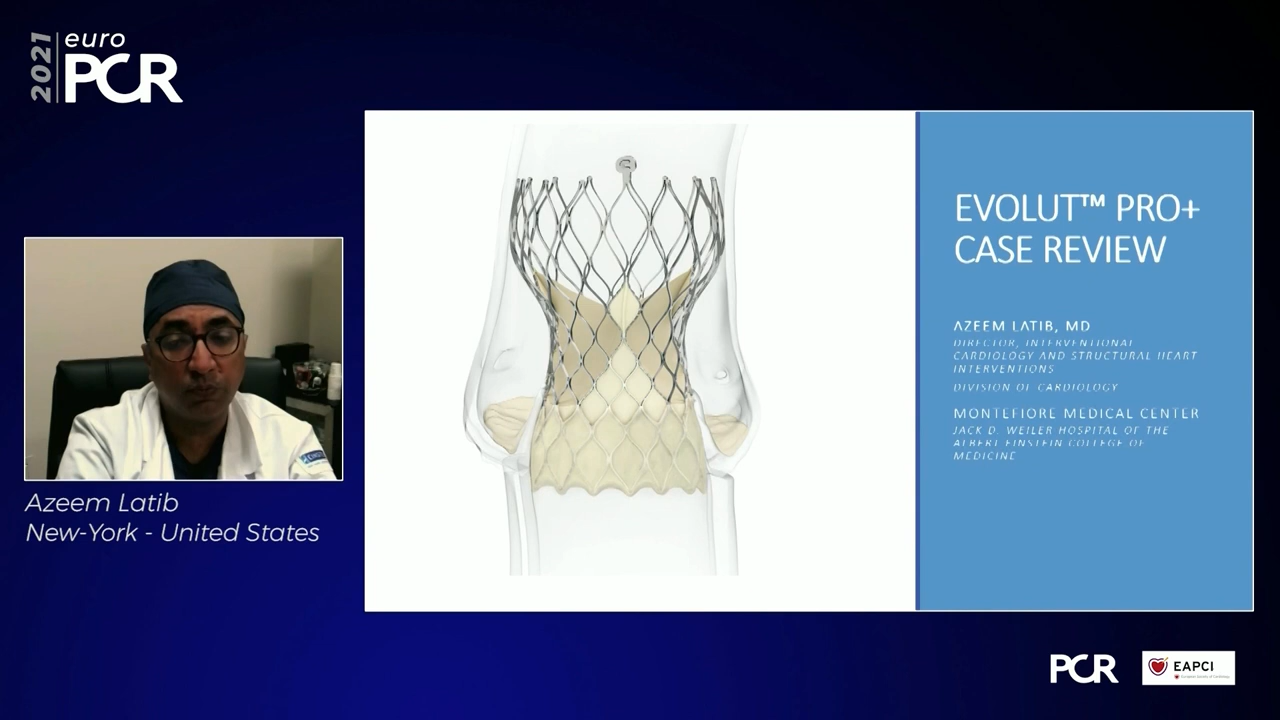 2021
euro
PCR
EVOLUT™ PRO+
CASE REVIEW
AZEEM LATIB, MD
DIRECTOR, INTERVENTIONAL
CARDIOLOGY AND STRUCTURAL HEART
INTERVENTIONS
DIVISION OF CARDIOLOGY
MONTEFIORE MEDICAL CENTER
JACK D. WEILER HOSPITAL OF THE
ALBERT EINSTEIN COLLEGE OF
MEDICINE
Azeem Latib
New-York - United States
PCR
EAPCI